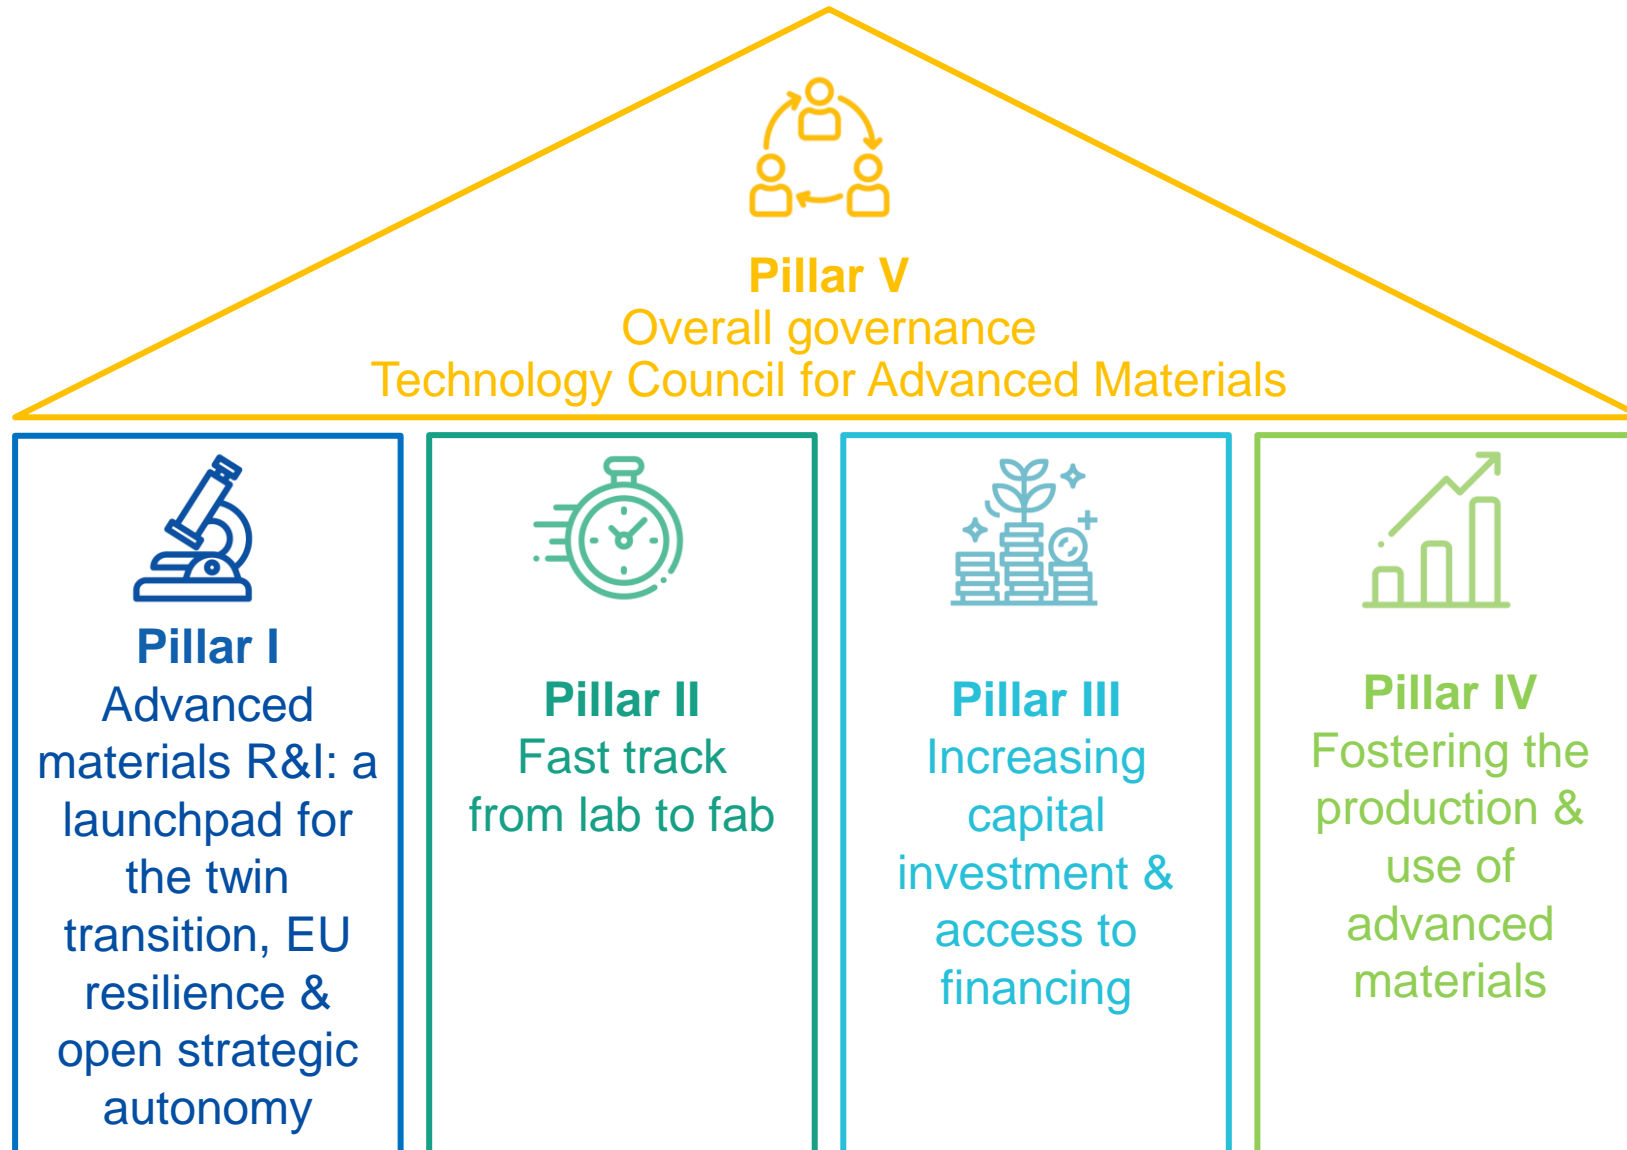 Pillar V
Overall governance
Technology Council for Advanced Materials
Pillar I
Advanced
materials R&I: a
launchpad for
the twin
transition, EU
resilience &
open strategic
autonomy
Pillar II
Fast track
from lab to fab
Pillar III
Increasing
capital
investment &
access to
financing
Pillar IV
Fostering the
production &
use of
advanced
materials